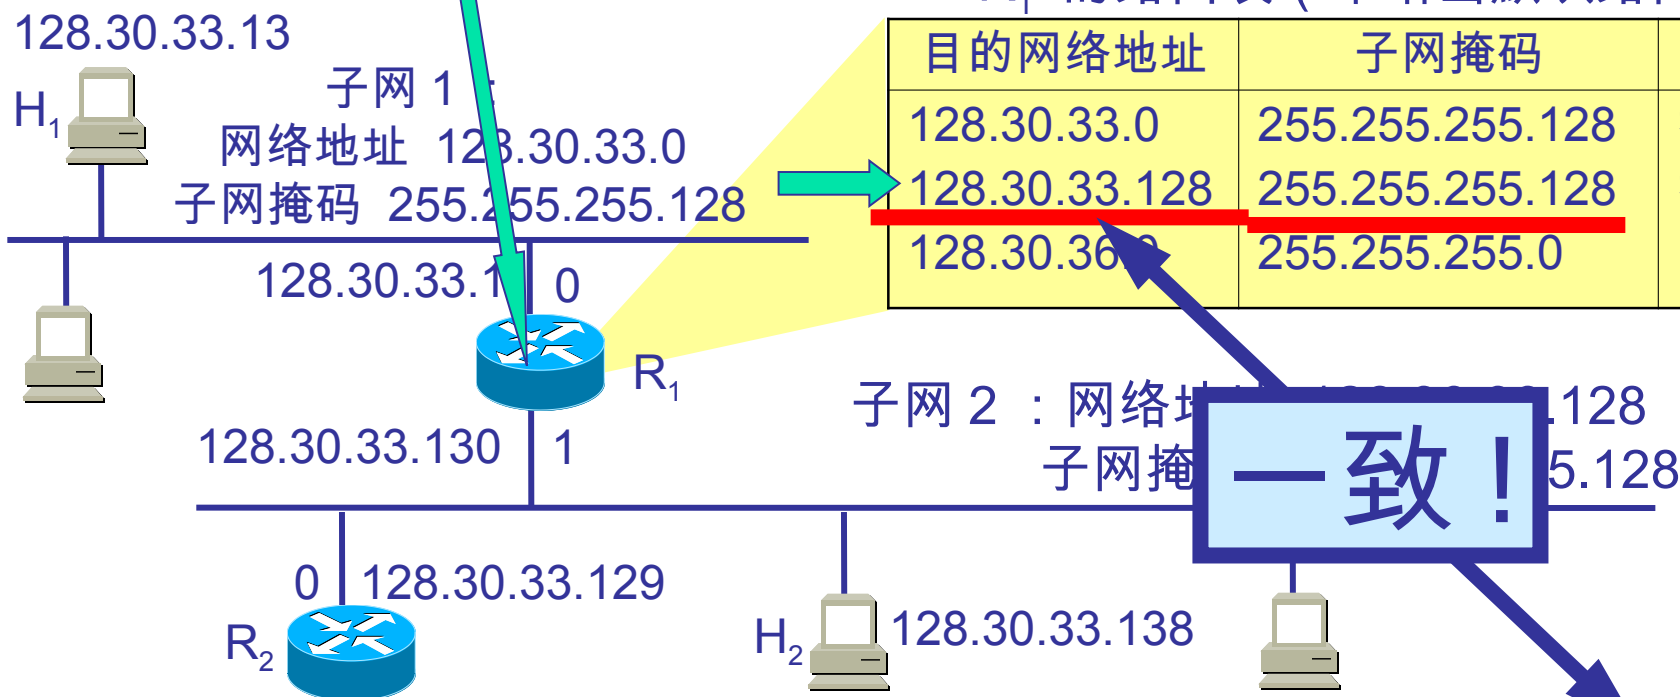 128.30.33.13
H1
子网 1 :
网络地址 128.30.33.0
子网掩码 255.255.255.128
目的网络地址 子网掩码
128.30.33.0 255.255.255.128
128.30.33.128 255.255.255.128
128.30.36.0 255.255.255.0
128.30.33.1 0
R1
子网 2 : 网络 .128
子网掩 5.128
一致!
128.30.33.130 1
0 128.30.33.129
R2
H2 128.30.33.138